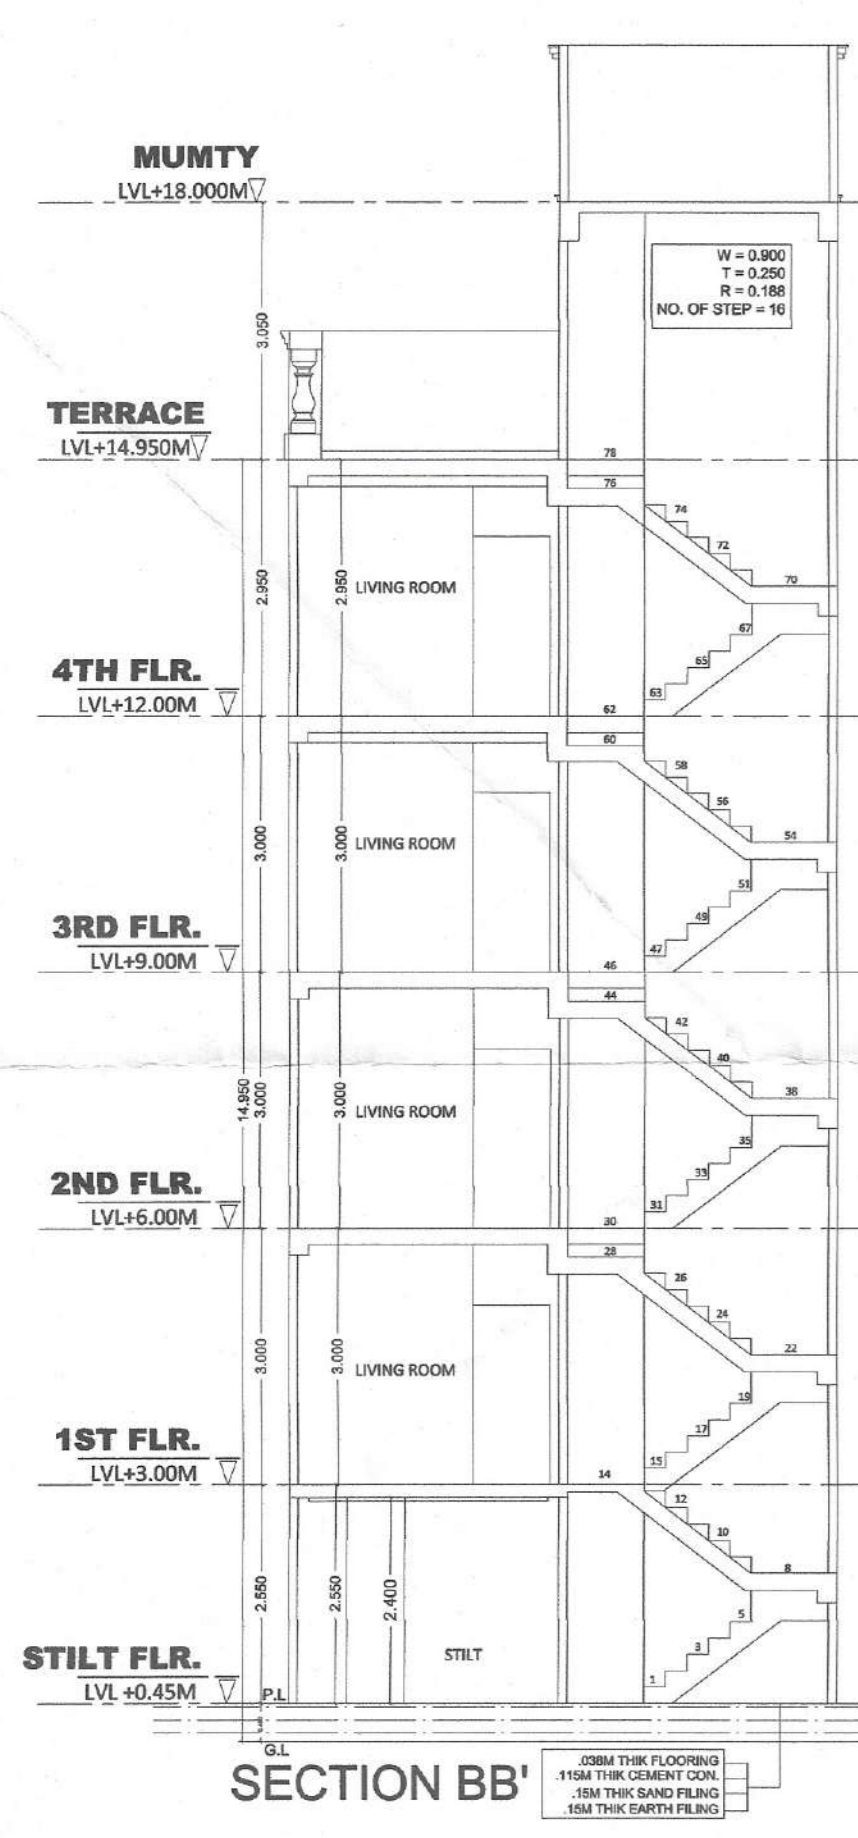 MUMTY
LVL+18.000M
W = 0.900
T = 0.250
R = 0.188
NO. OF STEP = 16
3.050
TERRACE
LVL+14.950M
78
76
74
72
70
2.950
2.950
LIVING ROOM
67
65
63
4TH FLR.
LVL+12.00M
62
60
58
56
54
3.000
3.000
LIVING ROOM
51
49
47
3RD FLR.
LVL+9.00M
46
44
42
40
38
14.950
3.000
3.000
LIVING ROOM
35
33
31
2ND FLR.
LVL+6.00M
30
28
26
24
22
3.000
3.000
LIVING ROOM
19
17
15
1ST FLR.
LVL+3.00M
14
12
10
8
2.550
2.550
2.400
5
3
1
STILT
STILT FLR.
LVL +0.45M
P.L
G.L
SECTION BB'
.038M THIK FLOORING
.115M THIK CEMENT CON.
.15M THIK SAND FILING
.15M THIK EARTH FILING